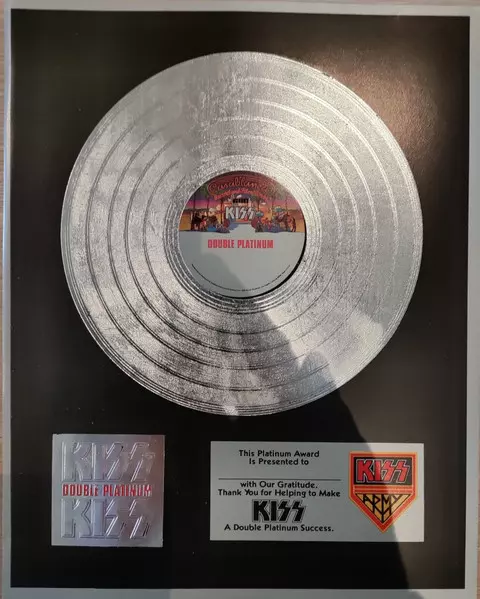 Casablanca
KISS
DOUBLE PLATINUM
KISS
DOUBLE PLATINUM
KISS
This Platinum Award
Is Presented to
with Our Gratitude.
Thank You for Helping to Make
KISS
A Double Platinum Success.
KISS
ARMY